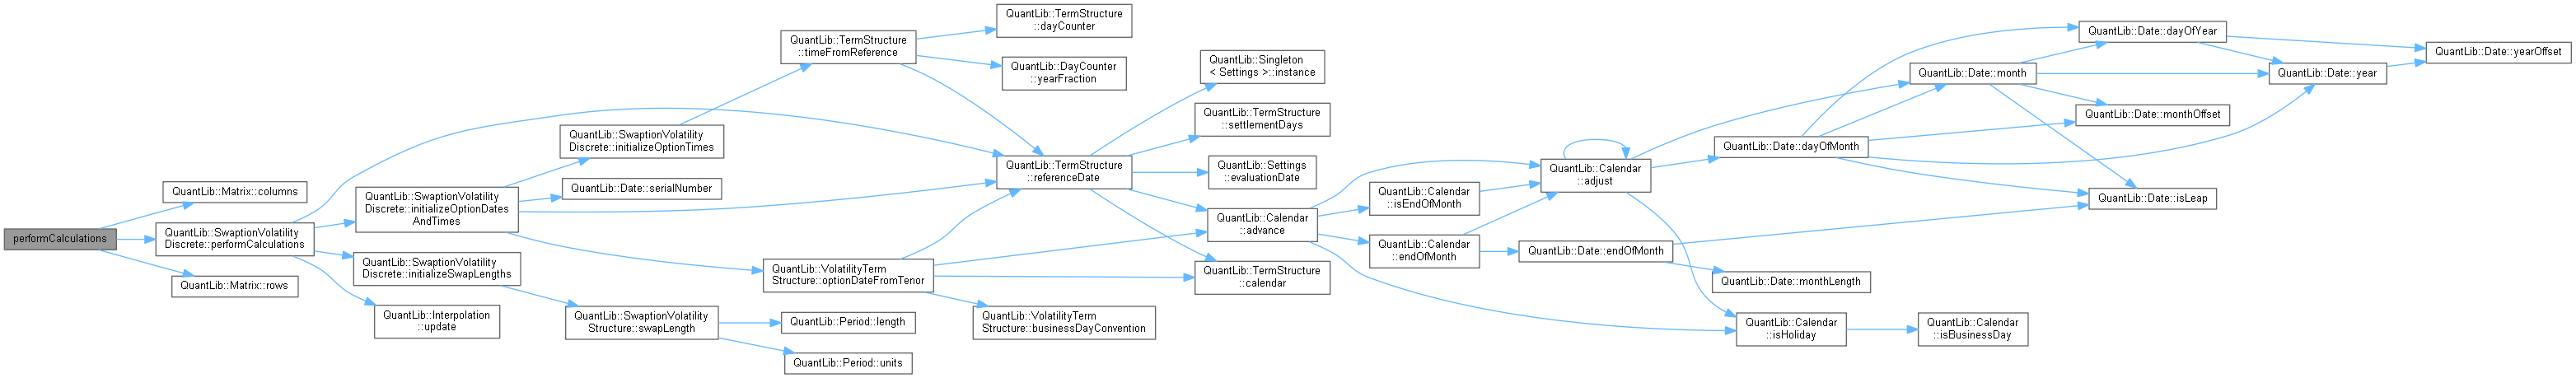 performCalculations
QuantLib::Matrix::columns
QuantLib::SwaptionVolatility
Discrete::performCalculations
QuantLib::Matrix::rows
QuantLib::SwaptionVolatility
Discrete::initializeOptionDates
AndTimes
QuantLib::SwaptionVolatility
Discrete::initializeSwapLengths
QuantLib::Interpolation
::update
QuantLib::SwaptionVolatility
Discrete::initializeOptionTimes
QuantLib::Date::serialNumber
QuantLib::SwaptionVolatility
Structure::swapLength
QuantLib::TermStructure
::timeFromReference
QuantLib::VolatilityTerm
Structure::optionDateFromTenor
QuantLib::Period::length
QuantLib::Period::units
QuantLib::TermStructure
::dayCounter
QuantLib::DayCounter
::yearFraction
QuantLib::TermStructure
::referenceDate
QuantLib::VolatilityTerm
Structure::businessDayConvention
QuantLib::Singleton
< Settings >::instance
QuantLib::TermStructure
::settlementDays
QuantLib::Settings
::evaluationDate
QuantLib::Calendar
::advance
QuantLib::TermStructure
::calendar
QuantLib::Calendar
::isEndOfMonth
QuantLib::Calendar
::endOfMonth
QuantLib::Calendar
::adjust
QuantLib::Date::endOfMonth
QuantLib::Date::dayOfMonth
QuantLib::Date::monthLength
QuantLib::Calendar
::isHoliday
QuantLib::Date::month
QuantLib::Calendar
::isBusinessDay
QuantLib::Date::dayOfYear
QuantLib::Date::monthOffset
QuantLib::Date::isLeap
QuantLib::Date::year
QuantLib::Date::yearOffset